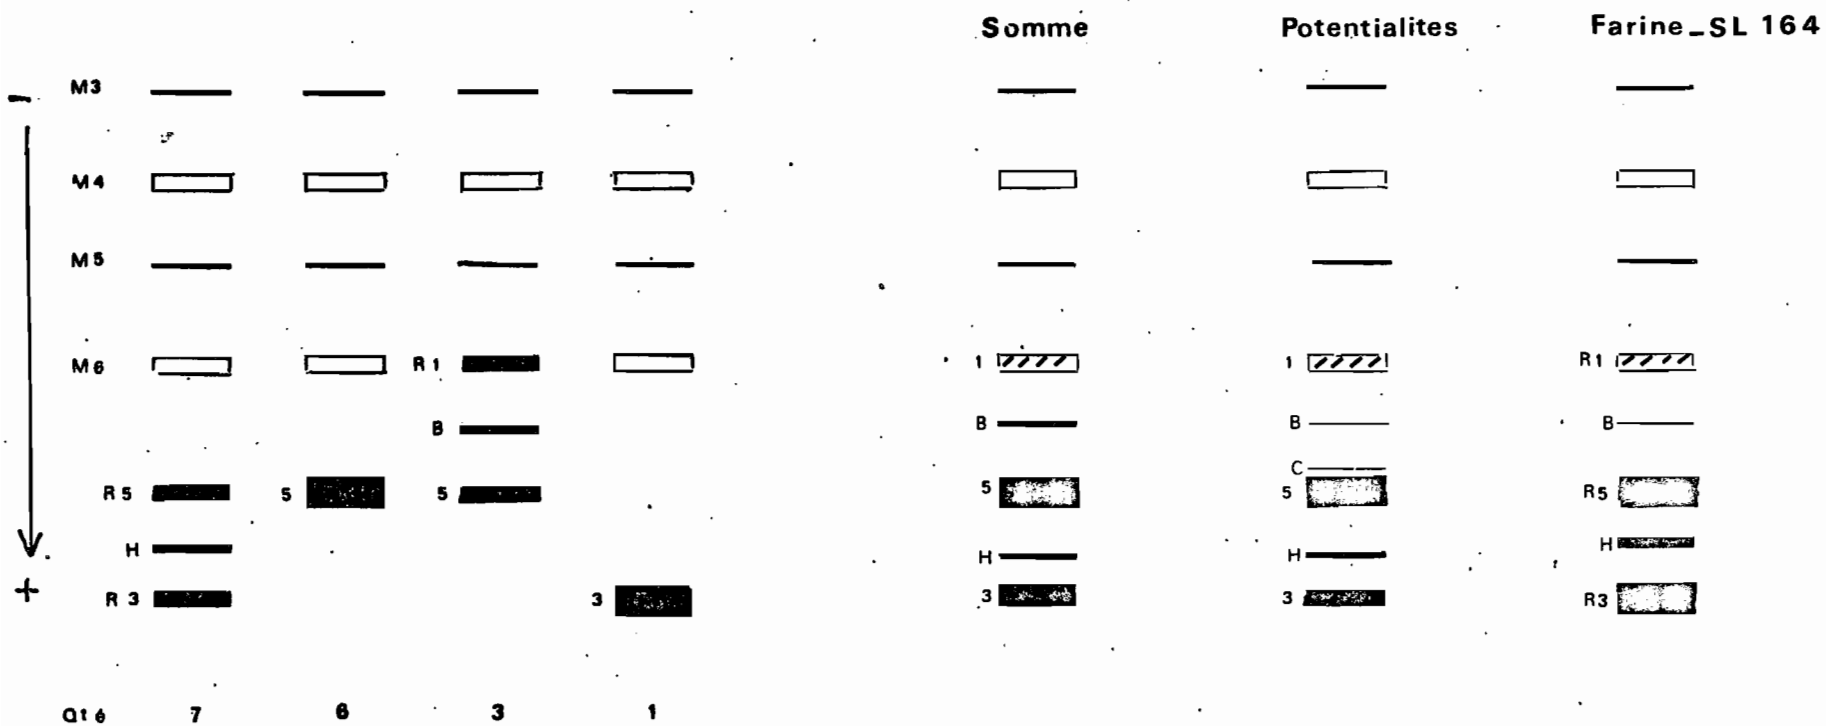 Somme Potentialites Farine_SL 164
- M3
M4
M5
M6 R1 1 1 R1
B B B B
C
R5 5 5 5 5 R5
H H H H
+ R3 3 3 3 R3
Qté 7 6 3 1